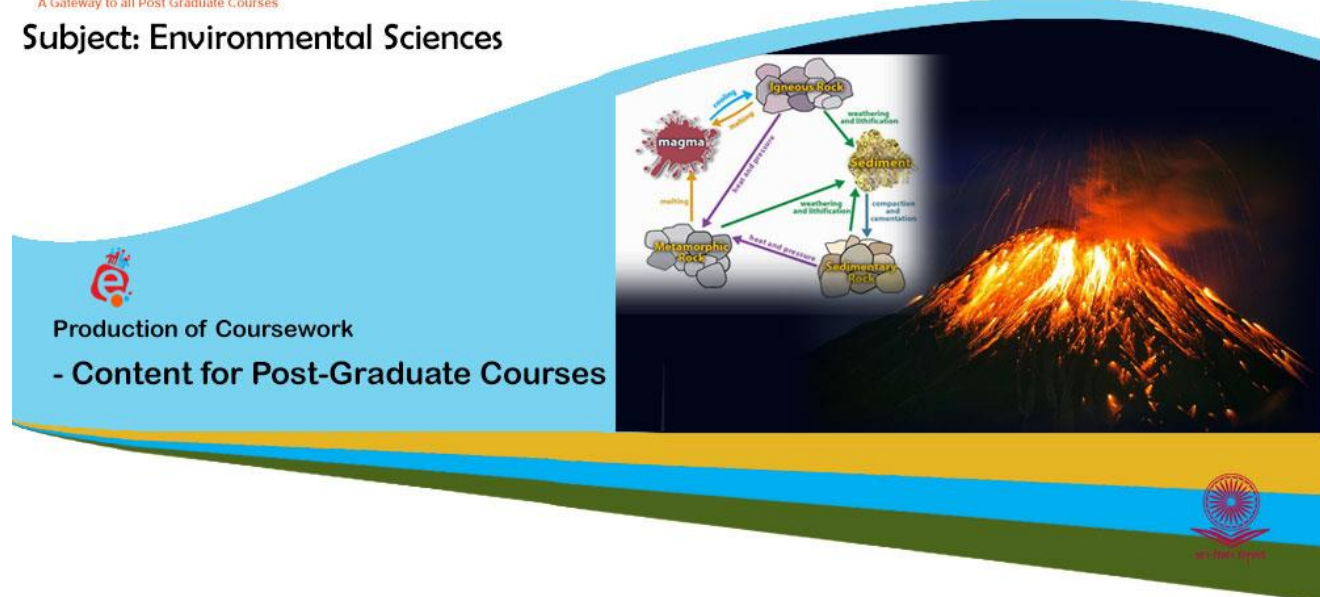 A Gateway to all Post Graduate Courses
Subject: Environmental Sciences
Igneous Rock
cooling
melting
weathering
and lithification
magma
heat and pressure
Sediment
melting
weathering
and lithification
compaction
and
cementation
Metamorphic
Rock
heat and pressure
Sedimentary
Rock
Production of Coursework
- Content for Post-Graduate Courses